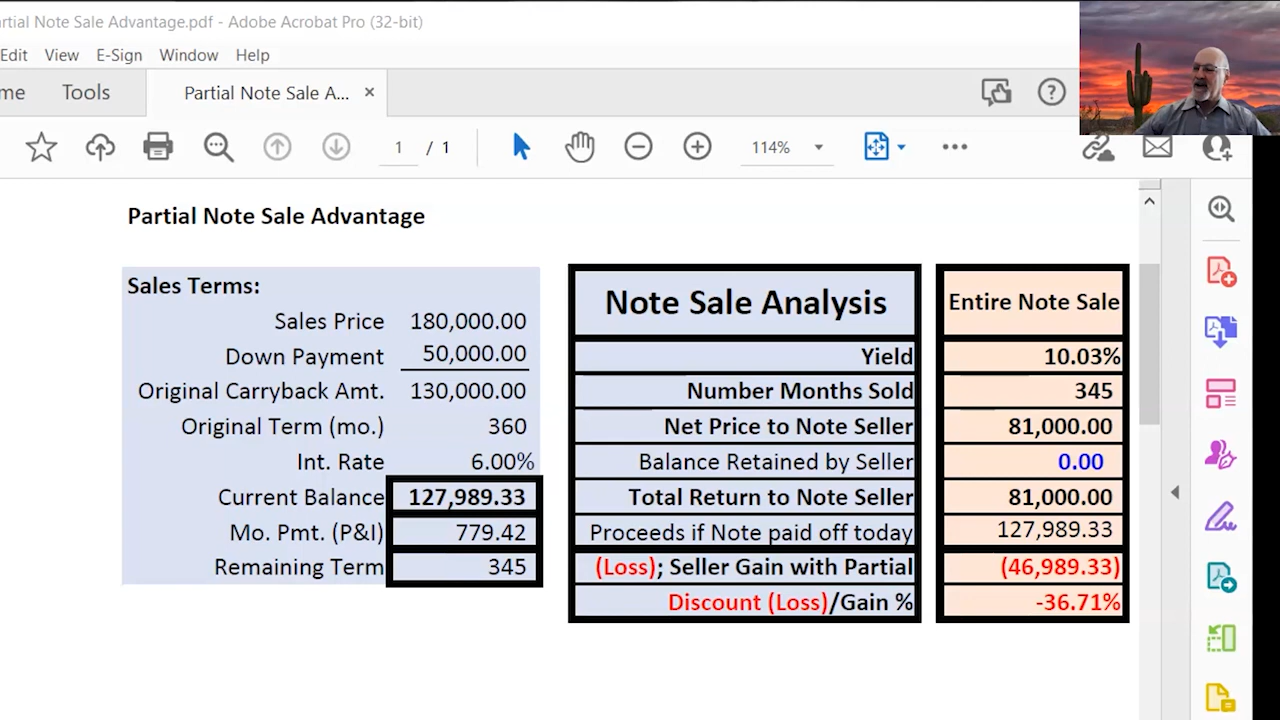 rtial Note Sale Advantage.pdf - Adobe Acrobat Pro (32-bit)
Edit View E-Sign Window Help
me Tools Partial Note Sale A... ×
1 / 1 114%
Partial Note Sale Advantage
Sales Terms:
Sales Price 180,000.00
Down Payment 50,000.00
Original Carryback Amt. 130,000.00
Original Term (mo.) 360
Int. Rate 6.00%
Current Balance 127,989.33
Mo. Pmt. (P&I) 779.42
Remaining Term 345
Note Sale Analysis Entire Note Sale
Yield 10.03%
Number Months Sold 345
Net Price to Note Seller 81,000.00
Balance Retained by Seller 0.00
Total Return to Note Seller 81,000.00
Proceeds if Note paid off today 127,989.33
(Loss); Seller Gain with Partial (46,989.33)
Discount (Loss)/Gain % -36.71%